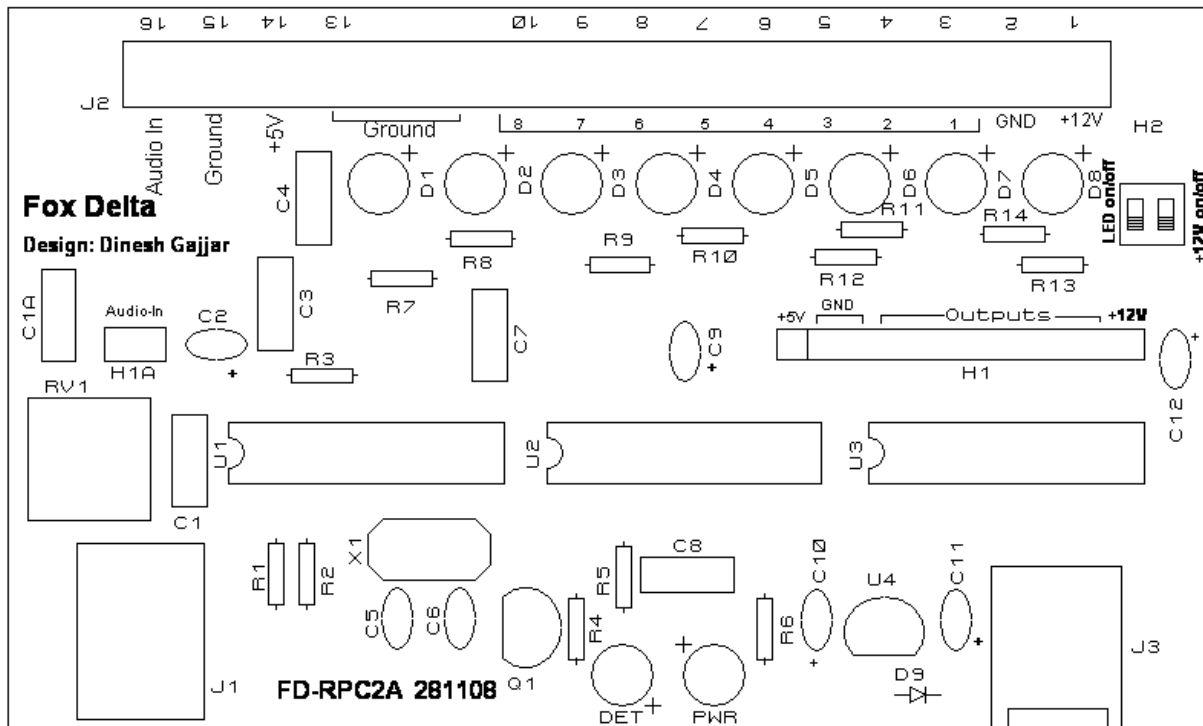 16 15 14 13 10 9 8 7 6 5 4 3 2 1
J2
Audio In
Ground
+5V
Ground
8 7 6 5 4 3 2 1
GND
+12V
H2
C4
D1 D2 D3 D4 D5 D6 D7 D8
LED on/off
+12V on/off
Fox Delta
Design: Dinesh Gajjar
R8
R9
R10
R11
R12
R14
R13
R7
C1A
Audio-In
H1A
C2
+
C3
R3
C7
C9
+
+5V
GND
Outputs
+12V
H1
+
C12
RV1
C1
U1
U2
U3
R1
R2
X1
C5
C6
Q1
R4
R5
C8
R6
C10
+
U4
C11
+
D9
J1
FD-RPC2A 281108
DET
+
+
PWR
J3